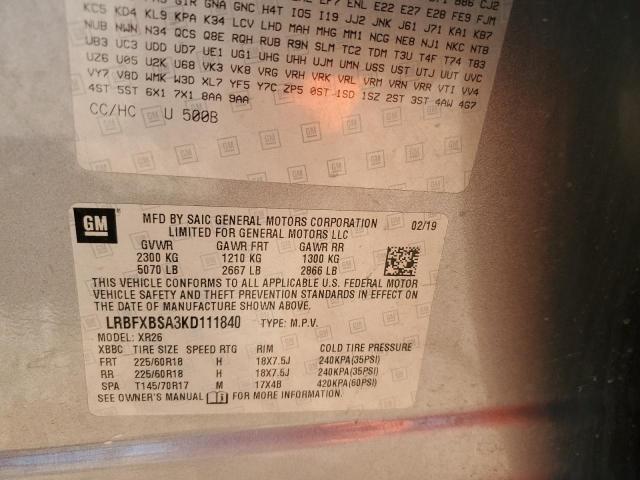 KC5 KD4 KL9 KPA K34 LCV LHD MAH MHG MM1 NCG NE8 NJ1 NKC NTB
NUB NWN N34 QCS Q8E RQH RUB R9N SLM TC2 TDM T3U T4F T74 TB3
UB3 UC3 UDD UD7 UE1 UG1 UHG UHH UJM UMN USS UST UTJ UUT UVC
UZ6 U05 U2K U68 VK3 VK8 VRG VRH VRK VRL VRM VRN VRR VTI VV4
VY7 V8D WMK W3D XL7 YF5 Y7C ZP5 0ST 1SD 1SZ 2ST 3ST 4AW 4G7
4ST 5ST 6X1 7X1 8AA 9AA
CC/HC U 500B
GM MFD BY SAIC GENERAL MOTORS CORPORATION 02/19
LIMITED FOR GENERAL MOTORS LLC
GVWR GAWR FRT GAWR RR
2300 KG 1210 KG 1300 KG
5070 LB 2667 LB 2866 LB
THIS VEHICLE CONFORMS TO ALL APPLICABLE U.S. FEDERAL MOTOR
VEHICLE SAFETY AND THEFT PREVENTION STANDARDS IN EFFECT ON
THE DATE OF MANUFACTURE SHOWN ABOVE.
LRBFXBSA3KD111840 TYPE: M.P.V.
MODEL: XR26
XBBC TIRE SIZE SPEED RTG RIM COLD TIRE PRESSURE
FRT 225/60R18 H 18X7.5J 240KPA(35PSI)
RR 225/60R18 H 18X7.5J 240KPA(35PSI)
SPA T145/70R17 M 17X4B 420KPA(60PSI)
SEE OWNER'S MANUAL FOR MORE INFORMATION.